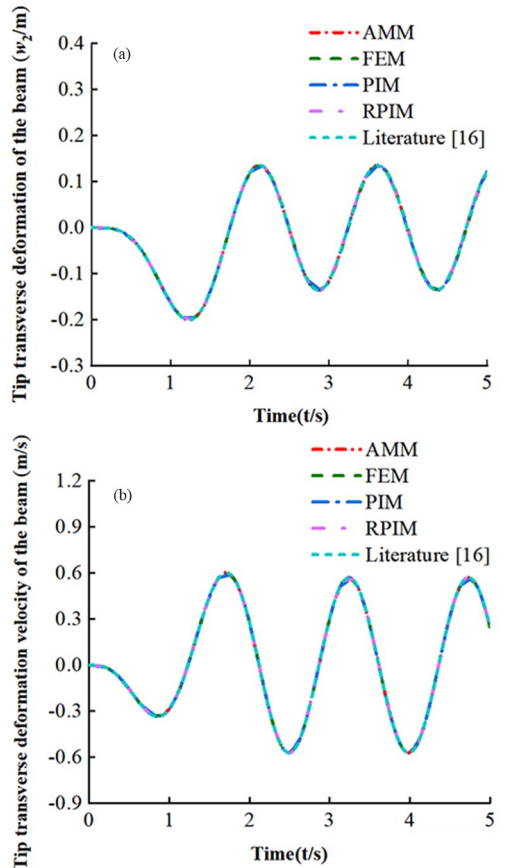 Tip transverse deformation of the beam (w₂/m)
(a)
AMM
FEM
PIM
RPIM
Literature [16]
0.4
0.3
0.2
0.1
0.0
-0.1
-0.2
-0.3
0 1 2 3 4 5
Time(t/s)
Tip transverse deformation velocity of the beam (m/s)
(b)
AMM
FEM
PIM
RPIM
Literature [16]
1.2
0.9
0.6
0.3
0.0
-0.3
-0.6
-0.9
0 1 2 3 4 5
Time(t/s)